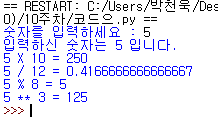 == RESTART: C:/Users/박천욱/Des
0)/10주차/코드으.py ==
숫자를 입력하세요 : 5
입력하신 숫자는 5 입니다.
5 X 10 = 250
5 / 12 = 0.4166666666666667
5 % 8 = 5
5 ** 3 = 125
>>>